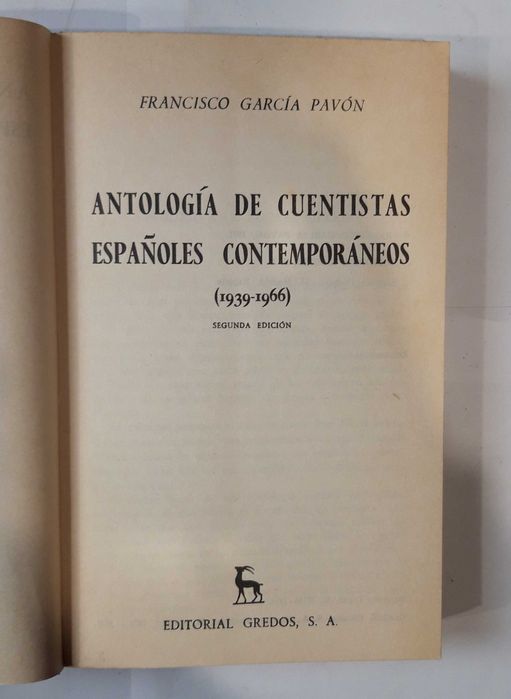 FRANCISCO GARCÍA PAVÓN
ANTOLOGÍA DE CUENTISTAS
ESPAÑOLES CONTEMPORÁNEOS
(1939-1966)
SEGUNDA EDICIÓN
EDITORIAL GREDOS, S. A.